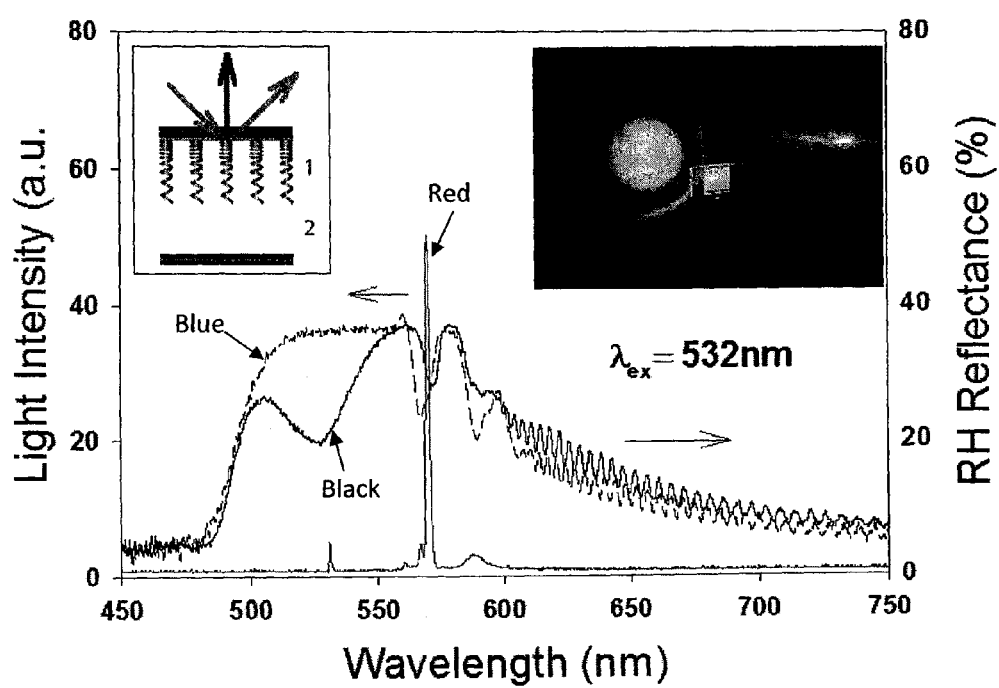 80
60
40
20
0
Light Intensity (a.u.)
1
2
Red
Blue
Black
λex = 532nm
80
60
40
20
0
RH Reflectance (%)
450
500
550
600
650
700
750
Wavelength (nm)